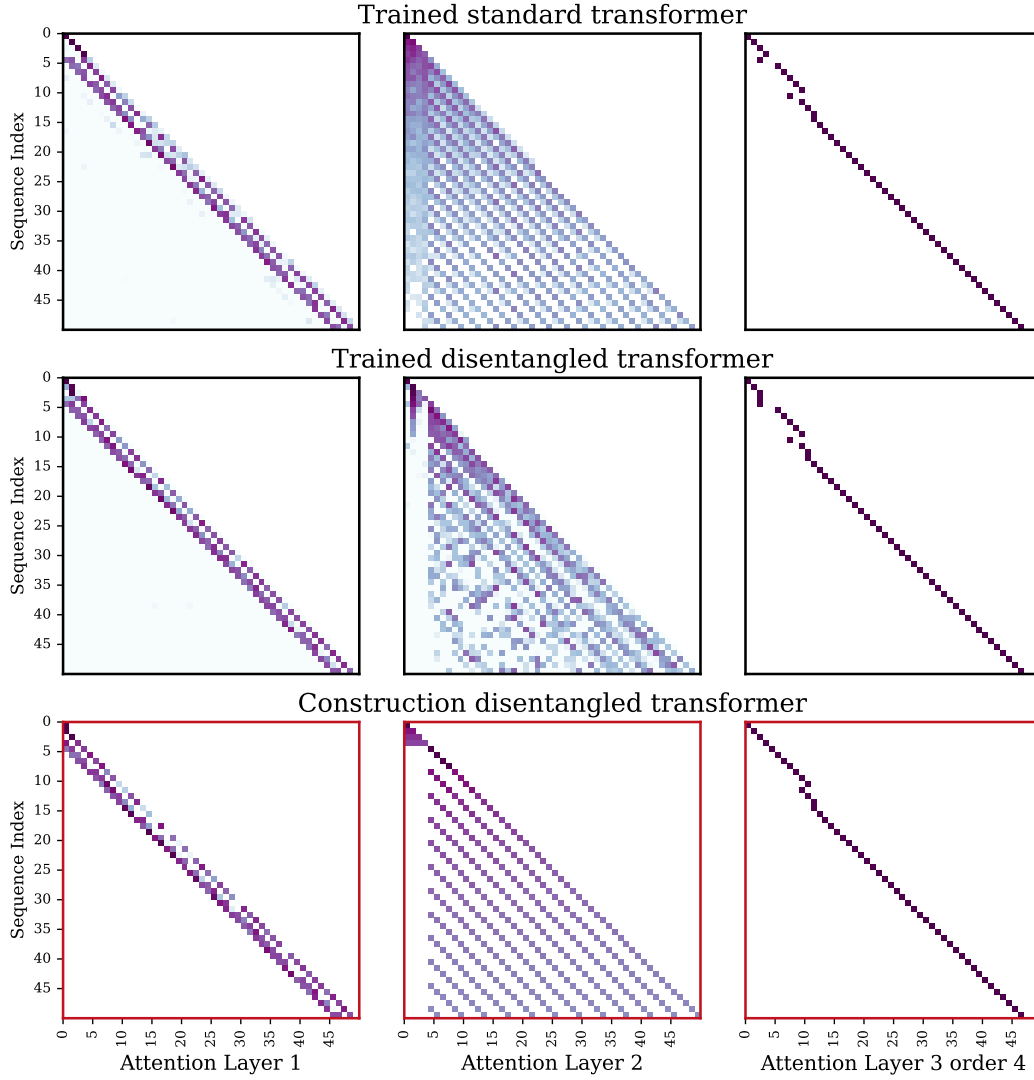 Trained standard transformer
0
5
10
15
20
25
30
35
40
45
Sequence Index
Trained disentangled transformer
0
5
10
15
20
25
30
35
40
45
Sequence Index
Construction disentangled transformer
0
5
10
15
20
25
30
35
40
45
Sequence Index
0 5 10 15 20 25 30 35 40 45
0 5 10 15 20 25 30 35 40 45
0 5 10 15 20 25 30 35 40 45
Attention Layer 1
Attention Layer 2
Attention Layer 3 order 4